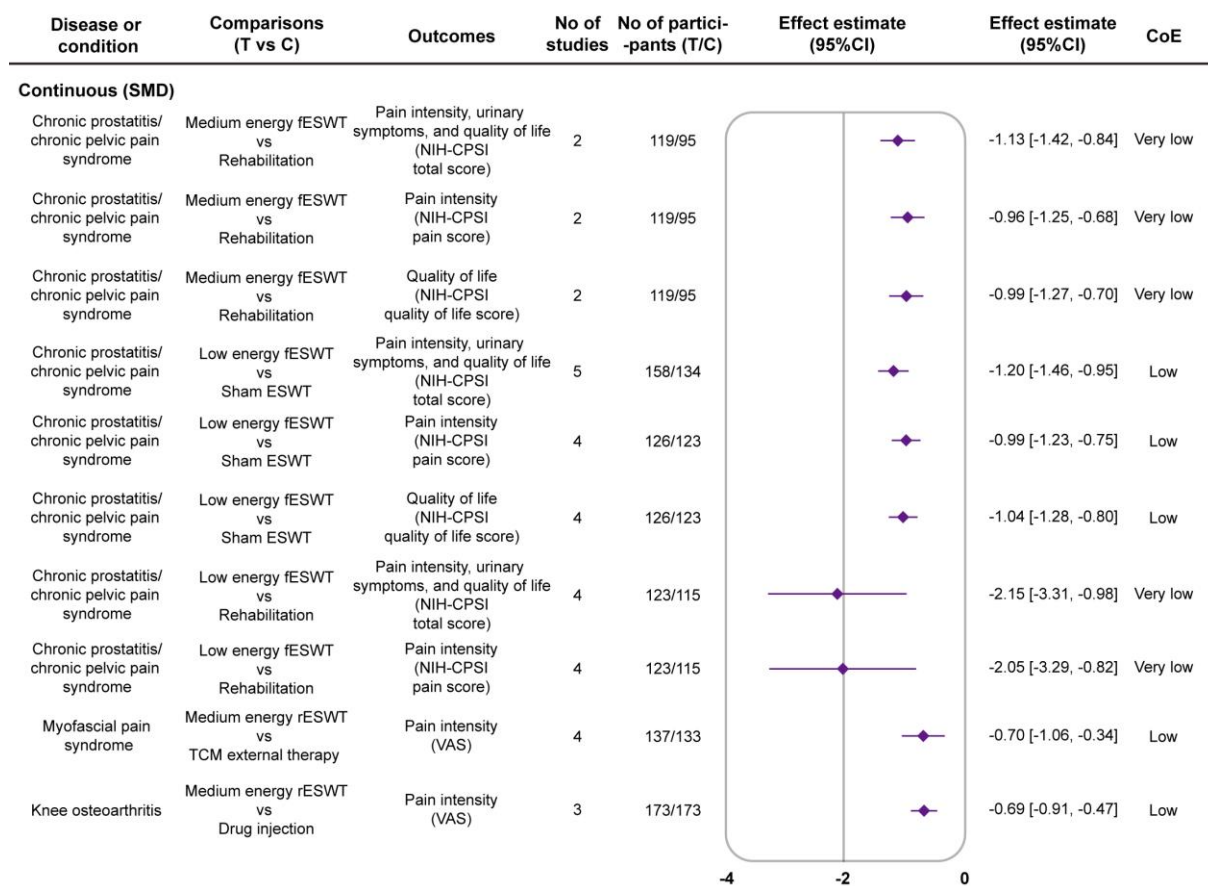 Disease or condition
Comparisons (T vs C)
Outcomes
No of studies
No of partici--pants (T/C)
Effect estimate (95%CI)
Effect estimate (95%CI)
CoE
Continuous (SMD)
Chronic prostatitis/
chronic pelvic pain
syndrome
Medium energy fESWT
vs
Rehabilitation
Pain intensity, urinary
symptoms, and quality of life
(NIH-CPSI
total score)
2
119/95
-1.13 [-1.42, -0.84]
Very low
Chronic prostatitis/
chronic pelvic pain
syndrome
Medium energy fESWT
vs
Rehabilitation
Pain intensity
(NIH-CPSI
pain score)
2
119/95
-0.96 [-1.25, -0.68]
Very low
Chronic prostatitis/
chronic pelvic pain
syndrome
Medium energy fESWT
vs
Rehabilitation
Quality of life
(NIH-CPSI
quality of life score)
2
119/95
-0.99 [-1.27, -0.70]
Very low
Chronic prostatitis/
chronic pelvic pain
syndrome
Low energy fESWT
vs
Sham ESWT
Pain intensity, urinary
symptoms, and quality of life
(NIH-CPSI
total score)
5
158/134
-1.20 [-1.46, -0.95]
Low
Chronic prostatitis/
chronic pelvic pain
syndrome
Low energy fESWT
vs
Sham ESWT
Pain intensity
(NIH-CPSI
pain score)
4
126/123
-0.99 [-1.23, -0.75]
Low
Chronic prostatitis/
chronic pelvic pain
syndrome
Low energy fESWT
vs
Sham ESWT
Quality of life
(NIH-CPSI
quality of life score)
4
126/123
-1.04 [-1.28, -0.80]
Low
Chronic prostatitis/
chronic pelvic pain
syndrome
Low energy fESWT
vs
Rehabilitation
Pain intensity, urinary
symptoms, and quality of life
(NIH-CPSI
total score)
4
123/115
-2.15 [-3.31, -0.98]
Very low
Chronic prostatitis/
chronic pelvic pain
syndrome
Low energy fESWT
vs
Rehabilitation
Pain intensity
(NIH-CPSI
pain score)
4
123/115
-2.05 [-3.29, -0.82]
Very low
Myofascial pain
syndrome
Medium energy rESWT
vs
TCM external therapy
Pain intensity
(VAS)
4
137/133
-0.70 [-1.06, -0.34]
Low
Knee osteoarthritis
Medium energy rESWT
vs
Drug injection
Pain intensity
(VAS)
3
173/173
-0.69 [-0.91, -0.47]
Low
-4 -2 0